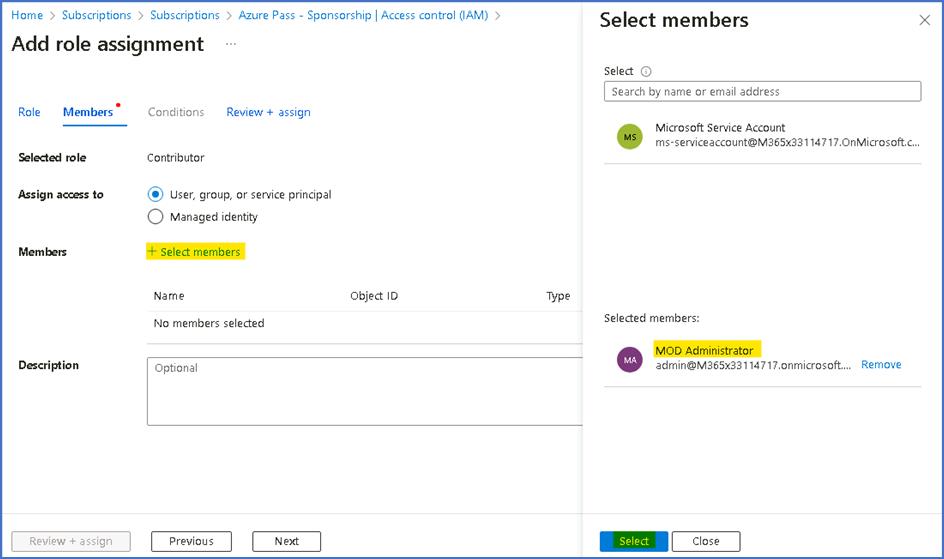 Home > Subscriptions > Subscriptions > Azure Pass - Sponsorship | Access control (IAM) >
Add role assignment ...
Role Members Conditions Review + assign
Selected role Contributor
Assign access to User, group, or service principal
Managed identity
Members + Select members
Name Object ID Type
No members selected
Description Optional
Review + assign Previous Next
Select members
Select
Search by name or email address
MS Microsoft Service Account
ms-serviceaccount@M365x33114717.OnMicrosoft.c...
Selected members:
MA MOD Administrator
admin@M365x33114717.onmicrosoft.... Remove
Select Close